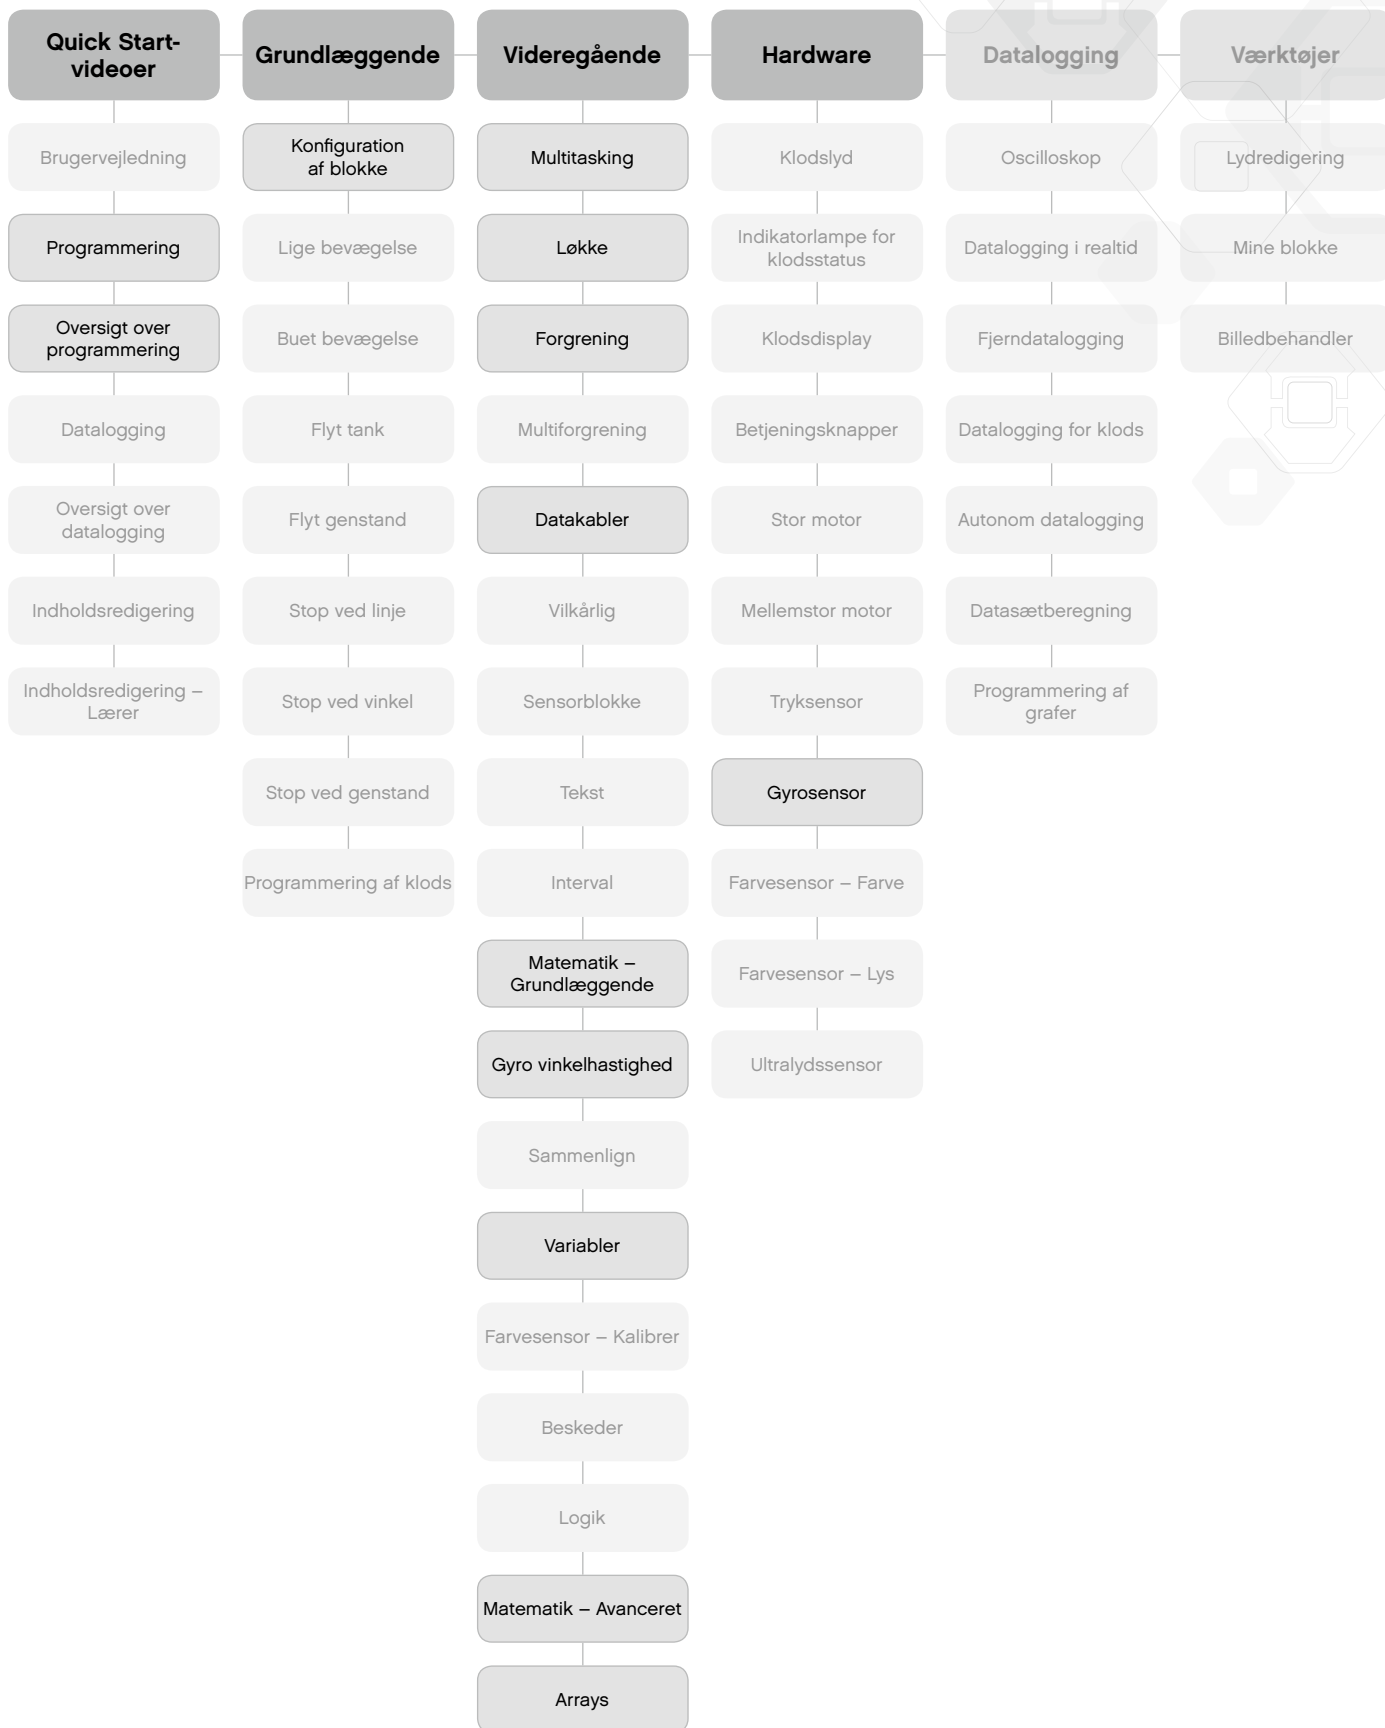 Quick Start-
videoer
Brugervejledning
Programmering
Oversigt over
programmering
Datalogging
Oversigt over
datalogging
Indholdsredigering
Indholdsredigering –
Lærer
Grundlæggende
Konfiguration
af blokke
Lige bevægelse
Buet bevægelse
Flyt tank
Flyt genstand
Stop ved linje
Stop ved vinkel
Stop ved genstand
Programmering af klods
Videregående
Multitasking
Løkke
Forgrening
Multiforgrening
Datakabler
Vilkårlig
Sensorblokke
Tekst
Interval
Matematik –
Grundlæggende
Gyro vinkelhastighed
Sammenlign
Variabler
Farvesensor – Kalibrer
Beskeder
Logik
Matematik – Avanceret
Arrays
Hardware
Klodslyd
Indikatorlampe for
klodsstatus
Klodsdisplay
Betjeningsknapper
Stor motor
Mellemstor motor
Tryksensor
Gyrosensor
Farvesensor – Farve
Farvesensor – Lys
Ultralydssensor
Datalogging
Oscilloskop
Datalogging i realtid
Fjerndatalogging
Datalogging for klods
Autonom datalogging
Datasætberegning
Programmering af
grafer
Værktøjer
Lydredigering
Mine blokke
Billedbehandler